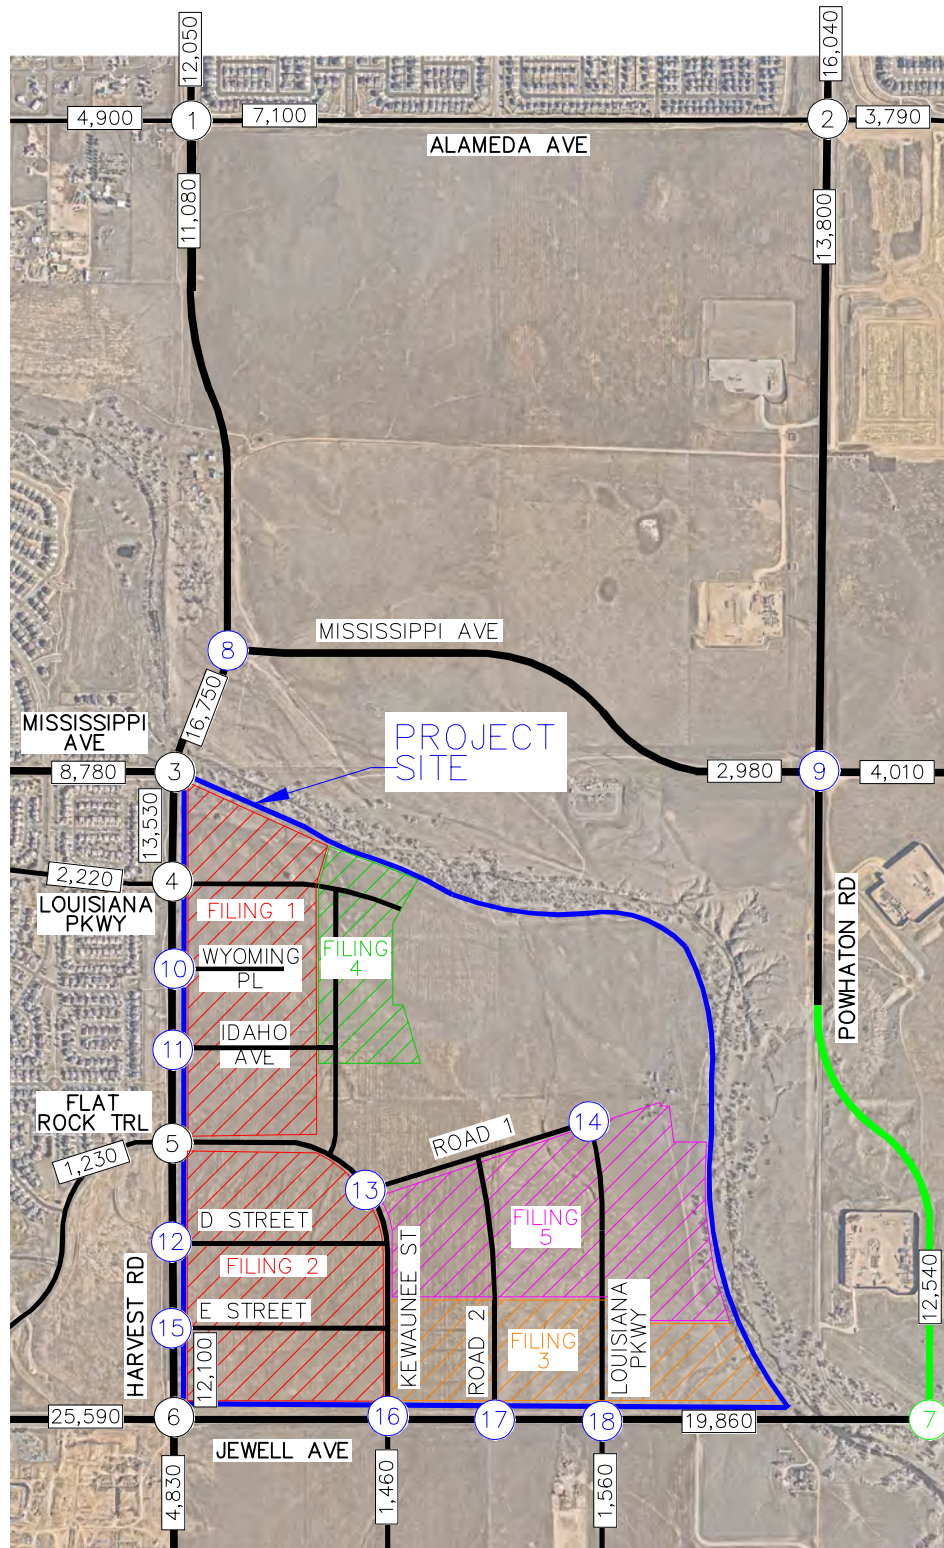 12,050
16,040
4,900
1
7,100
2
3,790
ALAMEDA AVE
11,080
13,800
MISSISSIPPI AVE
8
16,750
MISSISSIPPI
AVE
PROJECT
SITE
8,780
3
2,980
9
4,010
13,530
2,220
4
LOUISIANA
PKWY
FILING 1
FILING
4
POWHATON RD
10
WYOMING
PL
11
IDAHO
AVE
FLAT
ROCK TRL
5
1,230
ROAD 1
14
13
D STREET
12
FILING
5
FILING 2
HARVEST RD
E STREET
15
KEWAUNEE ST
ROAD 2
FILING
3
LOUISIANA
PKWY
12,540
12,100
25,590
6
16
17
18
19,860
7
JEWELL AVE
4,830
1,460
1,560